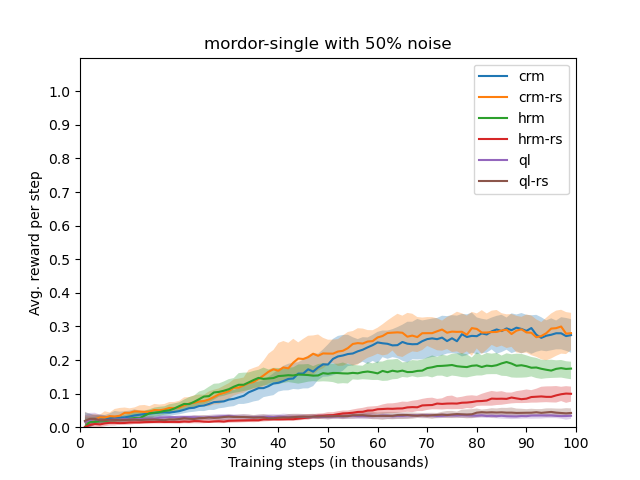 mordor-single with 50% noise
Avg. reward per step
1.0
0.9
0.8
0.7
0.6
0.5
0.4
0.3
0.2
0.1
0.0
crm
crm-rs
hrm
hrm-rs
ql
ql-rs
0 10 20 30 40 50 60 70 80 90 100
Training steps (in thousands)